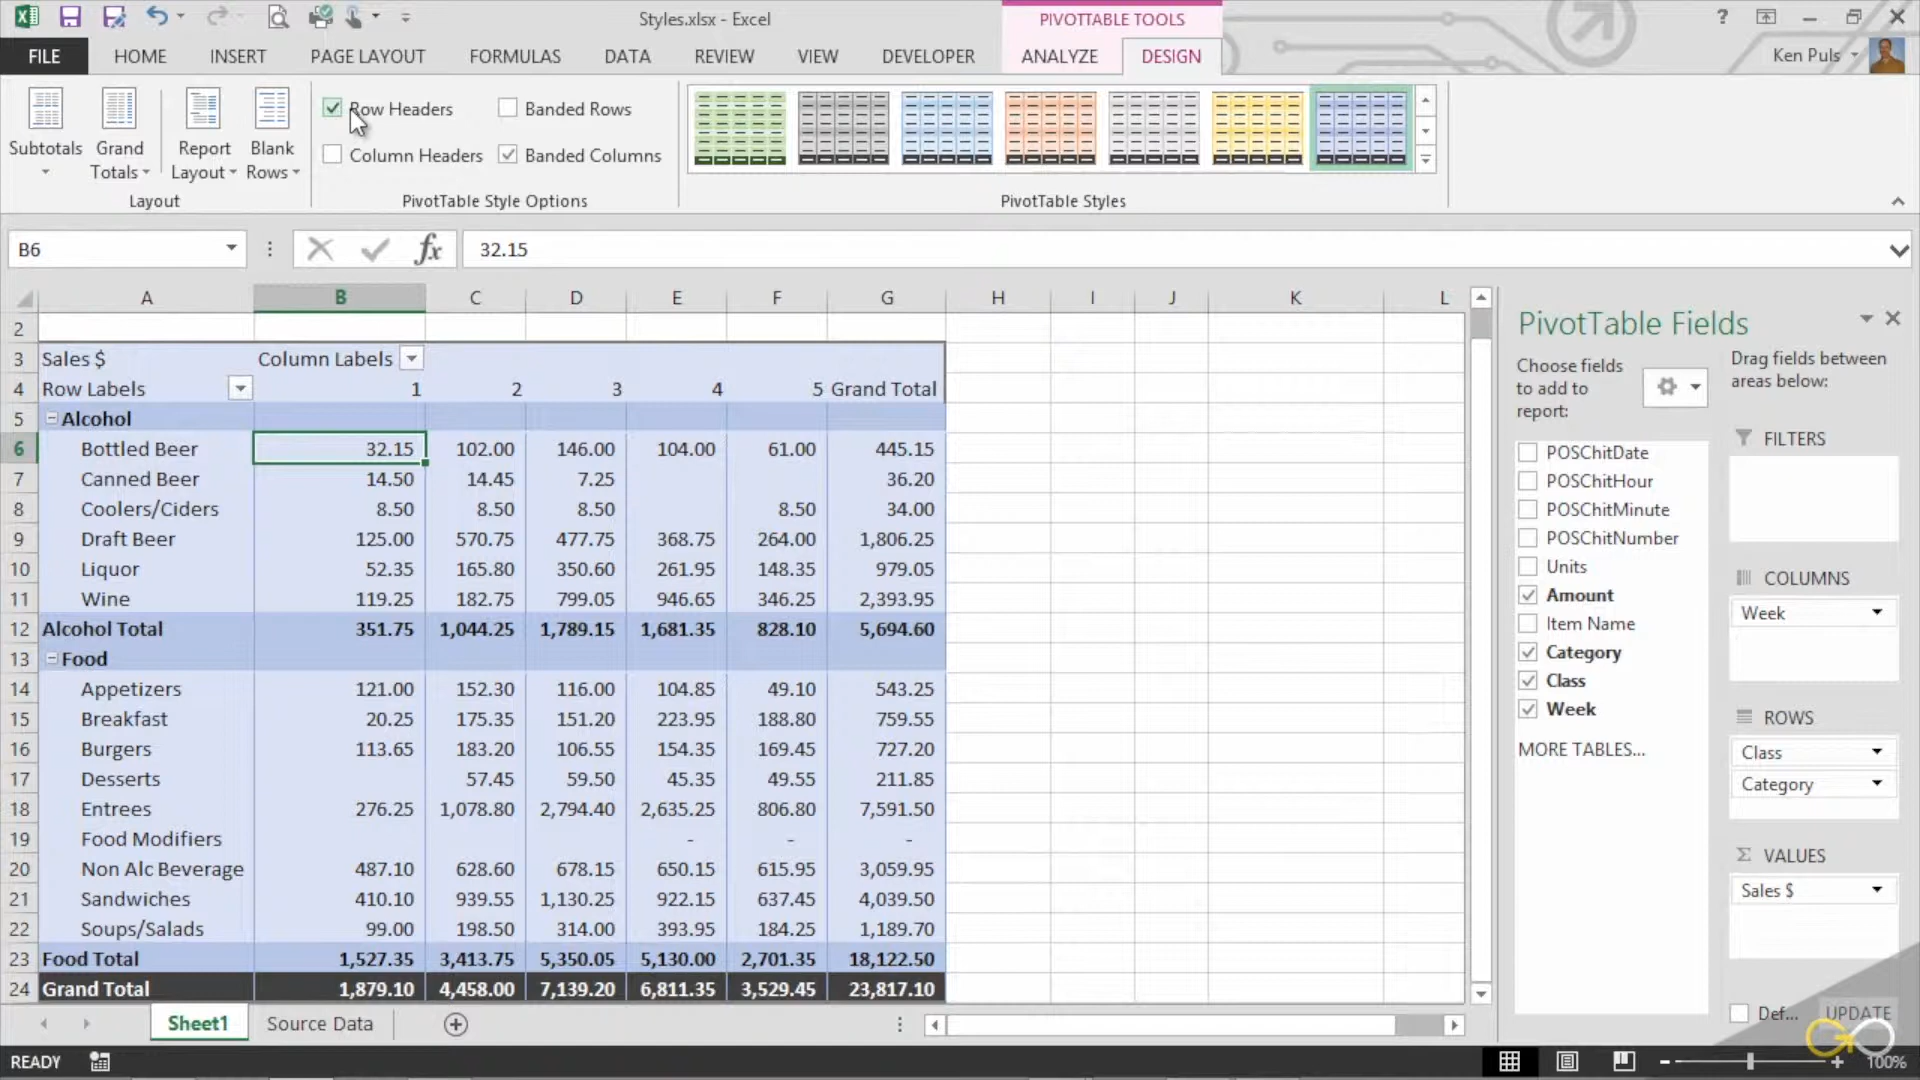 Styles.xlsx - Excel
PIVOTTABLE TOOLS
?
FILE HOME INSERT PAGE LAYOUT FORMULAS DATA REVIEW VIEW DEVELOPER ANALYZE DESIGN
Ken Puls
Row Headers Banded Rows
Subtotals Grand Totals Report Layout Blank Rows
Column Headers Banded Columns
Layout PivotTable Style Options PivotTable Styles
B6 fx 32.15
A B C D E F G H I J K L
2
3 Sales $ Column Labels
4 Row Labels 1 2 3 4 5 Grand Total
5 Alcohol
6 Bottled Beer 32.15 102.00 146.00 104.00 61.00 445.15
7 Canned Beer 14.50 14.45 7.25 36.20
8 Coolers/Ciders 8.50 8.50 8.50 8.50 34.00
9 Draft Beer 125.00 570.75 477.75 368.75 264.00 1,806.25
10 Liquor 52.35 165.80 350.60 261.95 148.35 979.05
11 Wine 119.25 182.75 799.05 946.65 346.25 2,393.95
12 Alcohol Total 351.75 1,044.25 1,789.15 1,681.35 828.10 5,694.60
13 Food
14 Appetizers 121.00 152.30 116.00 104.85 49.10 543.25
15 Breakfast 20.25 175.35 151.20 223.95 188.80 759.55
16 Burgers 113.65 183.20 106.55 154.35 169.45 727.20
17 Desserts 57.45 59.50 45.35 49.55 211.85
18 Entrees 276.25 1,078.80 2,794.40 2,635.25 806.80 7,591.50
19 Food Modifiers - - -
20 Non Alc Beverage 487.10 628.60 678.15 650.15 615.95 3,059.95
21 Sandwiches 410.10 939.55 1,130.25 922.15 637.45 4,039.50
22 Soups/Salads 99.00 198.50 314.00 393.95 184.25 1,189.70
23 Food Total 1,527.35 3,413.75 5,350.05 5,130.00 2,701.35 18,122.50
24 Grand Total 1,879.10 4,458.00 7,139.20 6,811.35 3,529.45 23,817.10
Sheet1 Source Data
READY
PivotTable Fields
Choose fields
to add to
report:
POSChitDate
POSChitHour
POSChitMinute
POSChitNumber
Units
Amount
Item Name
Category
Class
Week
MORE TABLES...
Drag fields between
areas below:
FILTERS
COLUMNS
Week
ROWS
Class
Category
Σ VALUES
Sales $
Def... UPDATE
GO
100%